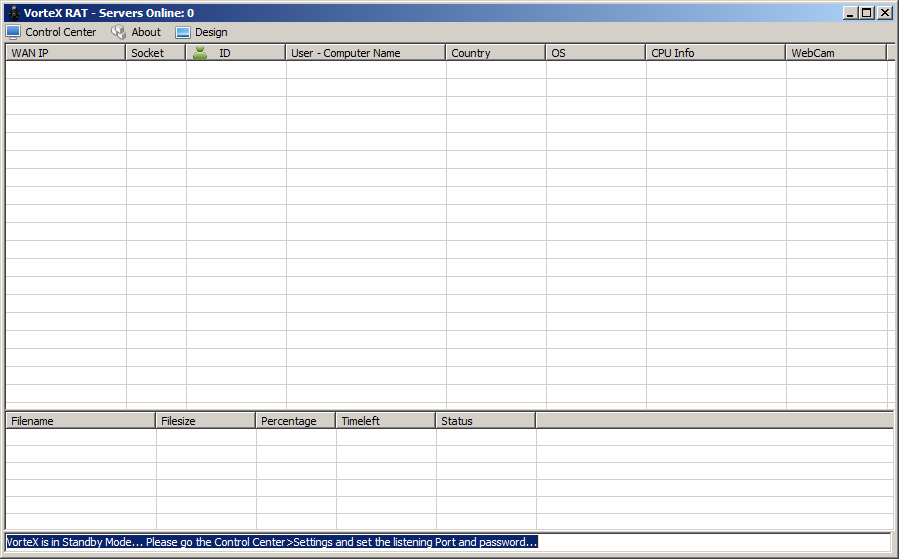 VorteX RAT - Servers Online: 0
Control Center About Design
WAN IP Socket ID User - Computer Name Country OS CPU Info WebCam
Filename Filesize Percentage Timeleft Status
VorteX is in Standby Mode... Please go the Control Center>Settings and set the listening Port and password...